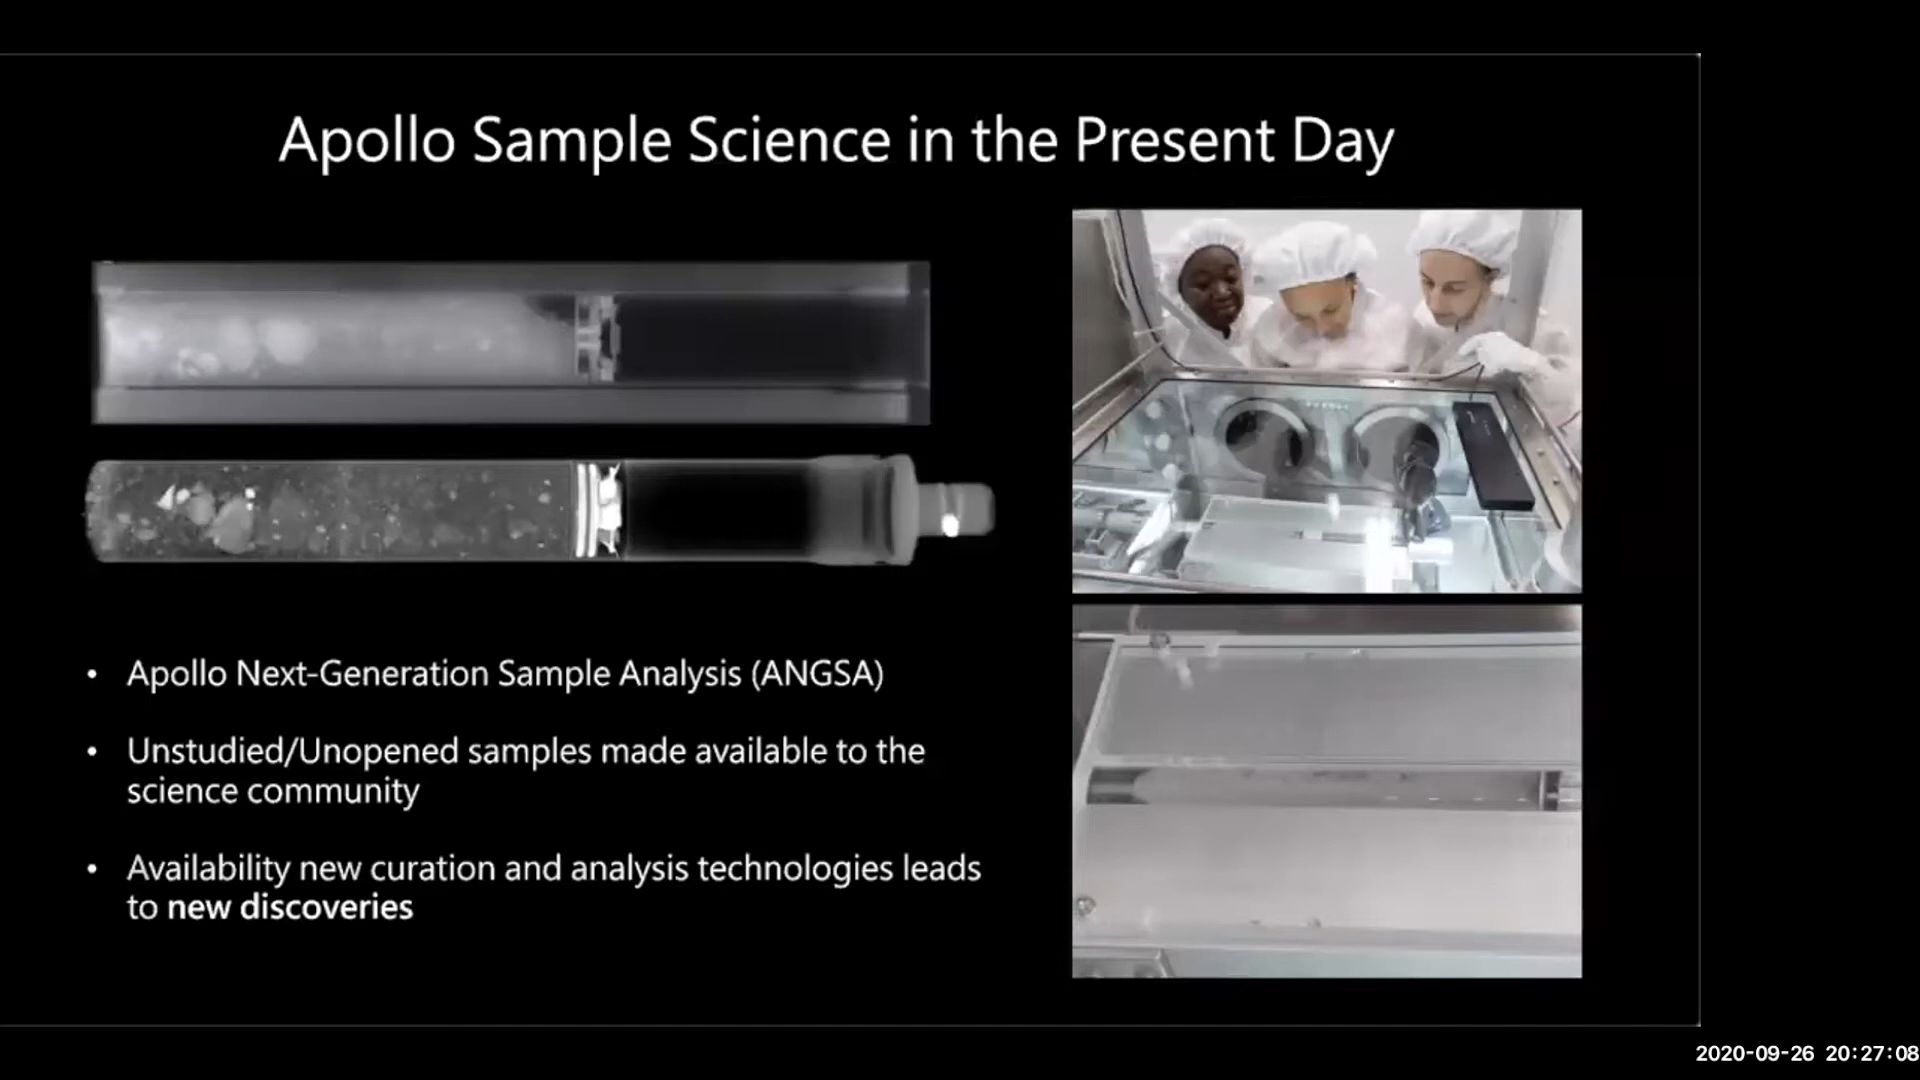 Apollo Sample Science in the Present Day
• Apollo Next-Generation Sample Analysis (ANGSA)
• Unstudied/Unopened samples made available to the
science community
• Availability new curation and analysis technologies leads
to new discoveries
2020-09-26 20:27:08